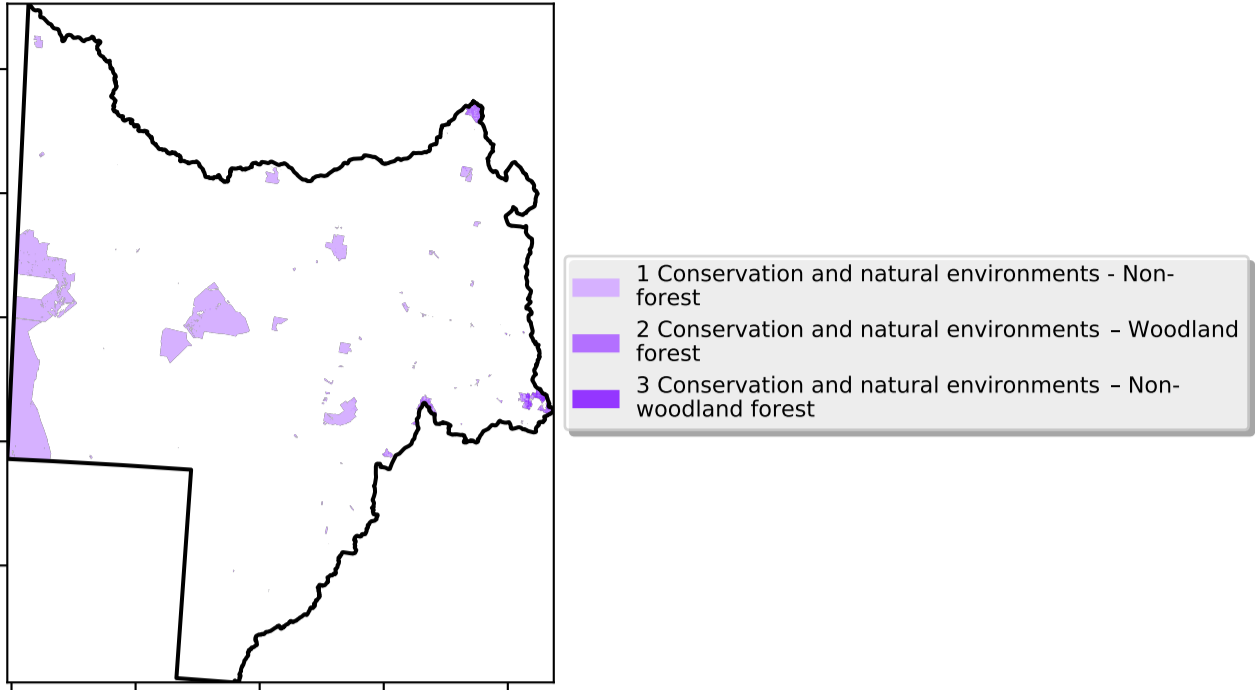 1 Conservation and natural environments - Non-
forest
2 Conservation and natural environments – Woodland
forest
3 Conservation and natural environments – Non-
woodland forest